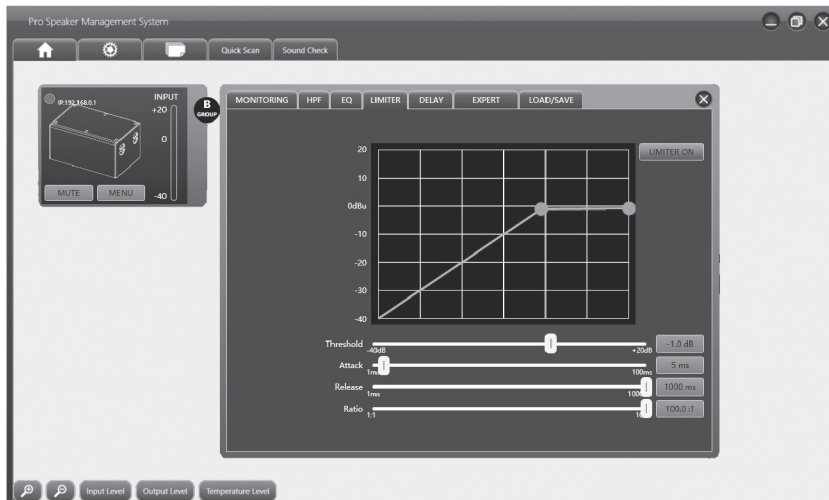 Pro Speaker Management System
Quick Scan
Sound Check
IP:192.168.0.1
INPUT
+20
0
-40
MUTE
MENU
B
GROUP
MONITORING
HPF
EQ
LIMITER
DELAY
EXPERT
LOAD/SAVE
LIMITER ON
20
10
0dBu
-10
-20
-30
-40
Threshold
-40dB
+20dB
-1.0 dB
Attack
1ms
100ms
5 ms
Release
1ms
1000 ms
Ratio
1:1
100.0 :1
Input Level
Output Level
Temperature Level